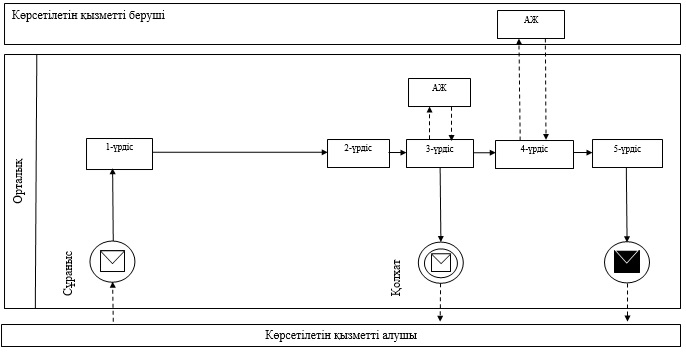 Көрсетілетін қызметті беруші
АЖ
АЖ
Орталық
1-үрдіс
2-үрдіс
3-үрдіс
4-үрдіс
5-үрдіс
Сұраныс
Қолхат
Көрсетілетін қызметті алушы